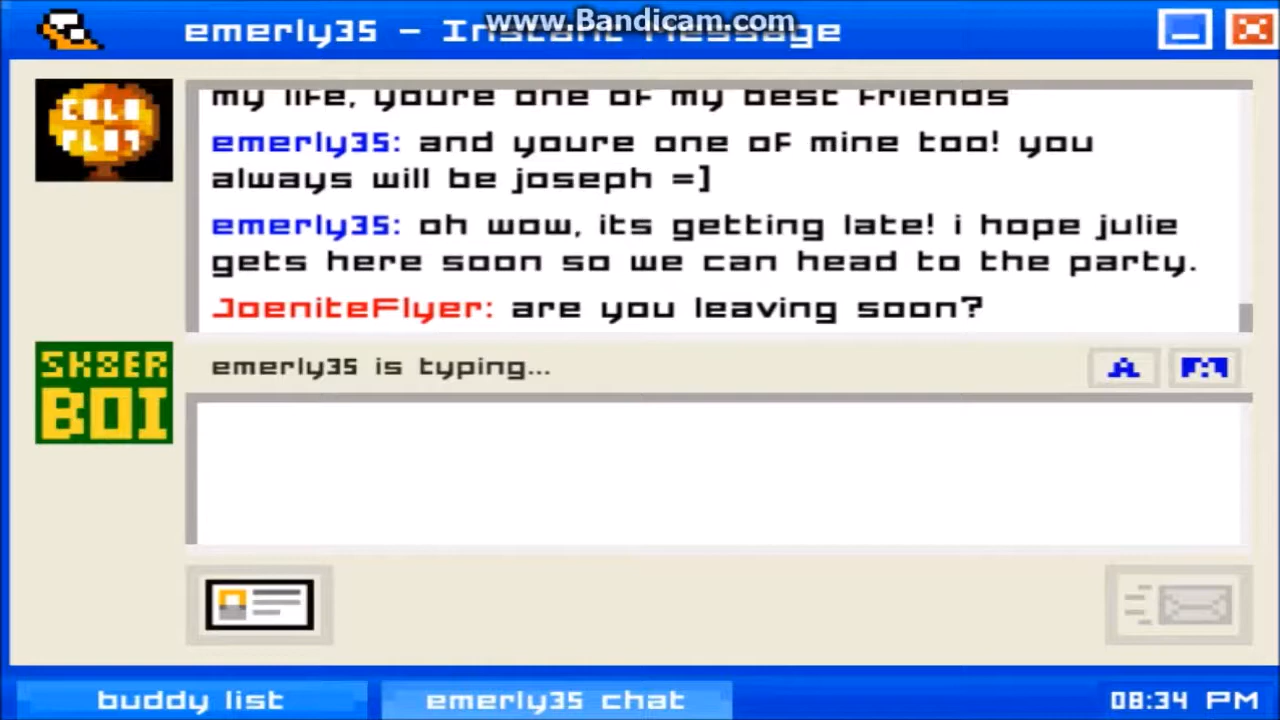 www.Bandicam.com
emerly35 - Instant Message
my life, youre one of my best friends
emerly35: and youre one of mine too! you
always will be joseph =]
emerly35: oh wow, its getting late! i hope julie
gets here soon so we can head to the party.
JoeniteFlyer: are you leaving soon?
COLD
PLAY
SK8ER
BOI
emerly35 is typing...
A
buddy list
emerly35 chat
08:34 PM